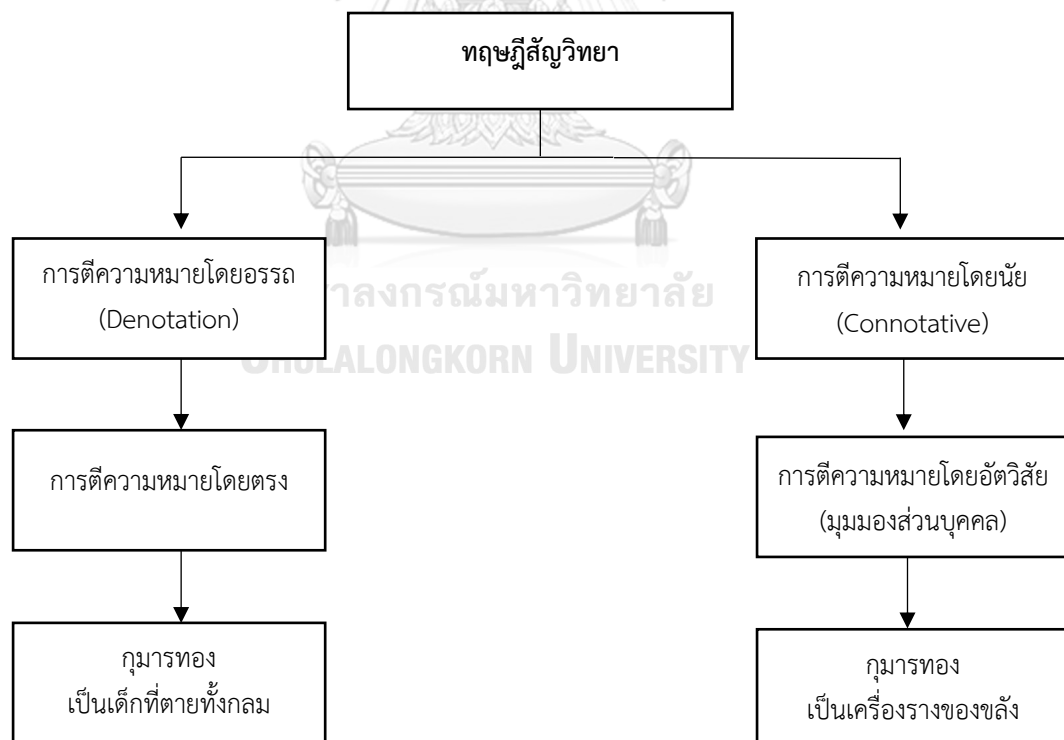 ทฤษฎีสัญวิทยา
การตีความหมายโดยอรรถ
(Denotation)
การตีความหมายโดยนัย
(Connotative)
าลงกรณ์มหาวิทยาลัย
CHULALONGKORN UNIVERSITY
การตีความหมายโดยตรง
การตีความหมายโดยอัตวิสัย
(มุมมองส่วนบุคคล)
กุมารทอง
เป็นเด็กที่ตายทั้งกลม
กุมารทอง
เป็นเครื่องรางของขลัง